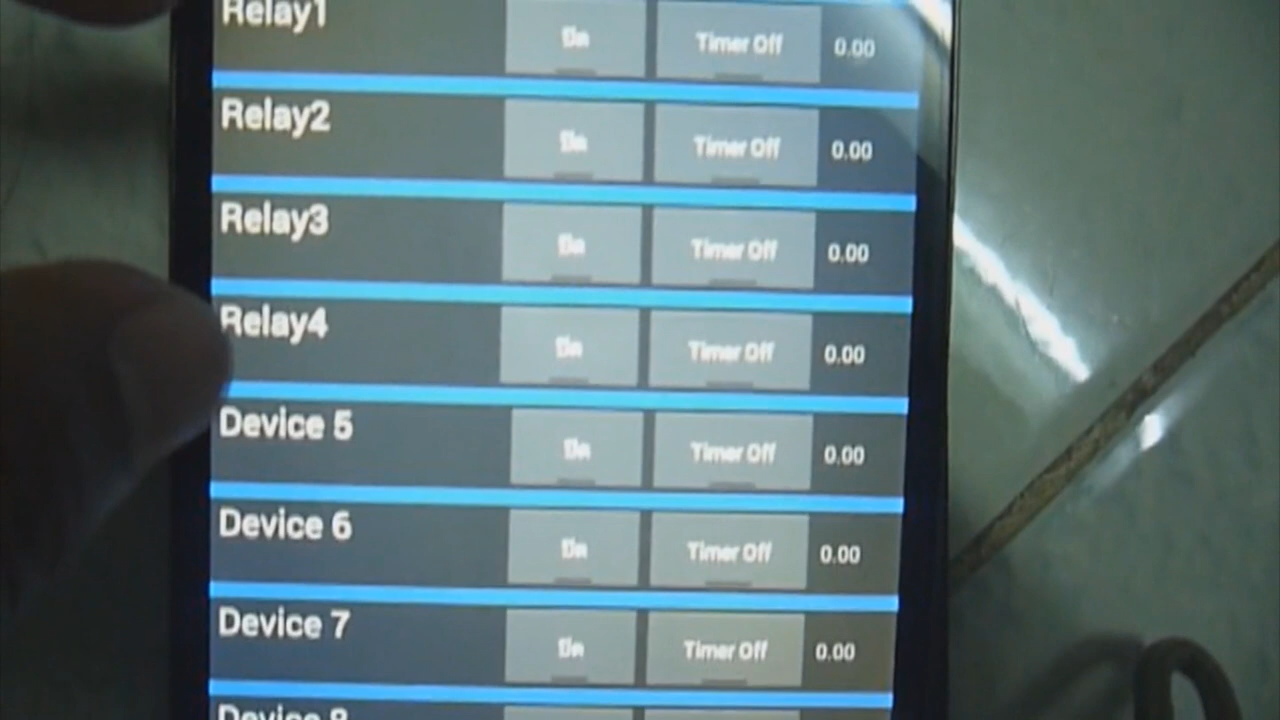 Relay1 Timer Off 0.00
Relay2 Timer Off 0.00
Relay3 Timer Off 0.00
Relay4 Timer Off 0.00
Device 5 Timer Off 0.00
Device 6 Timer Off 0.00
Device 7 Timer Off 0.00
Device 8